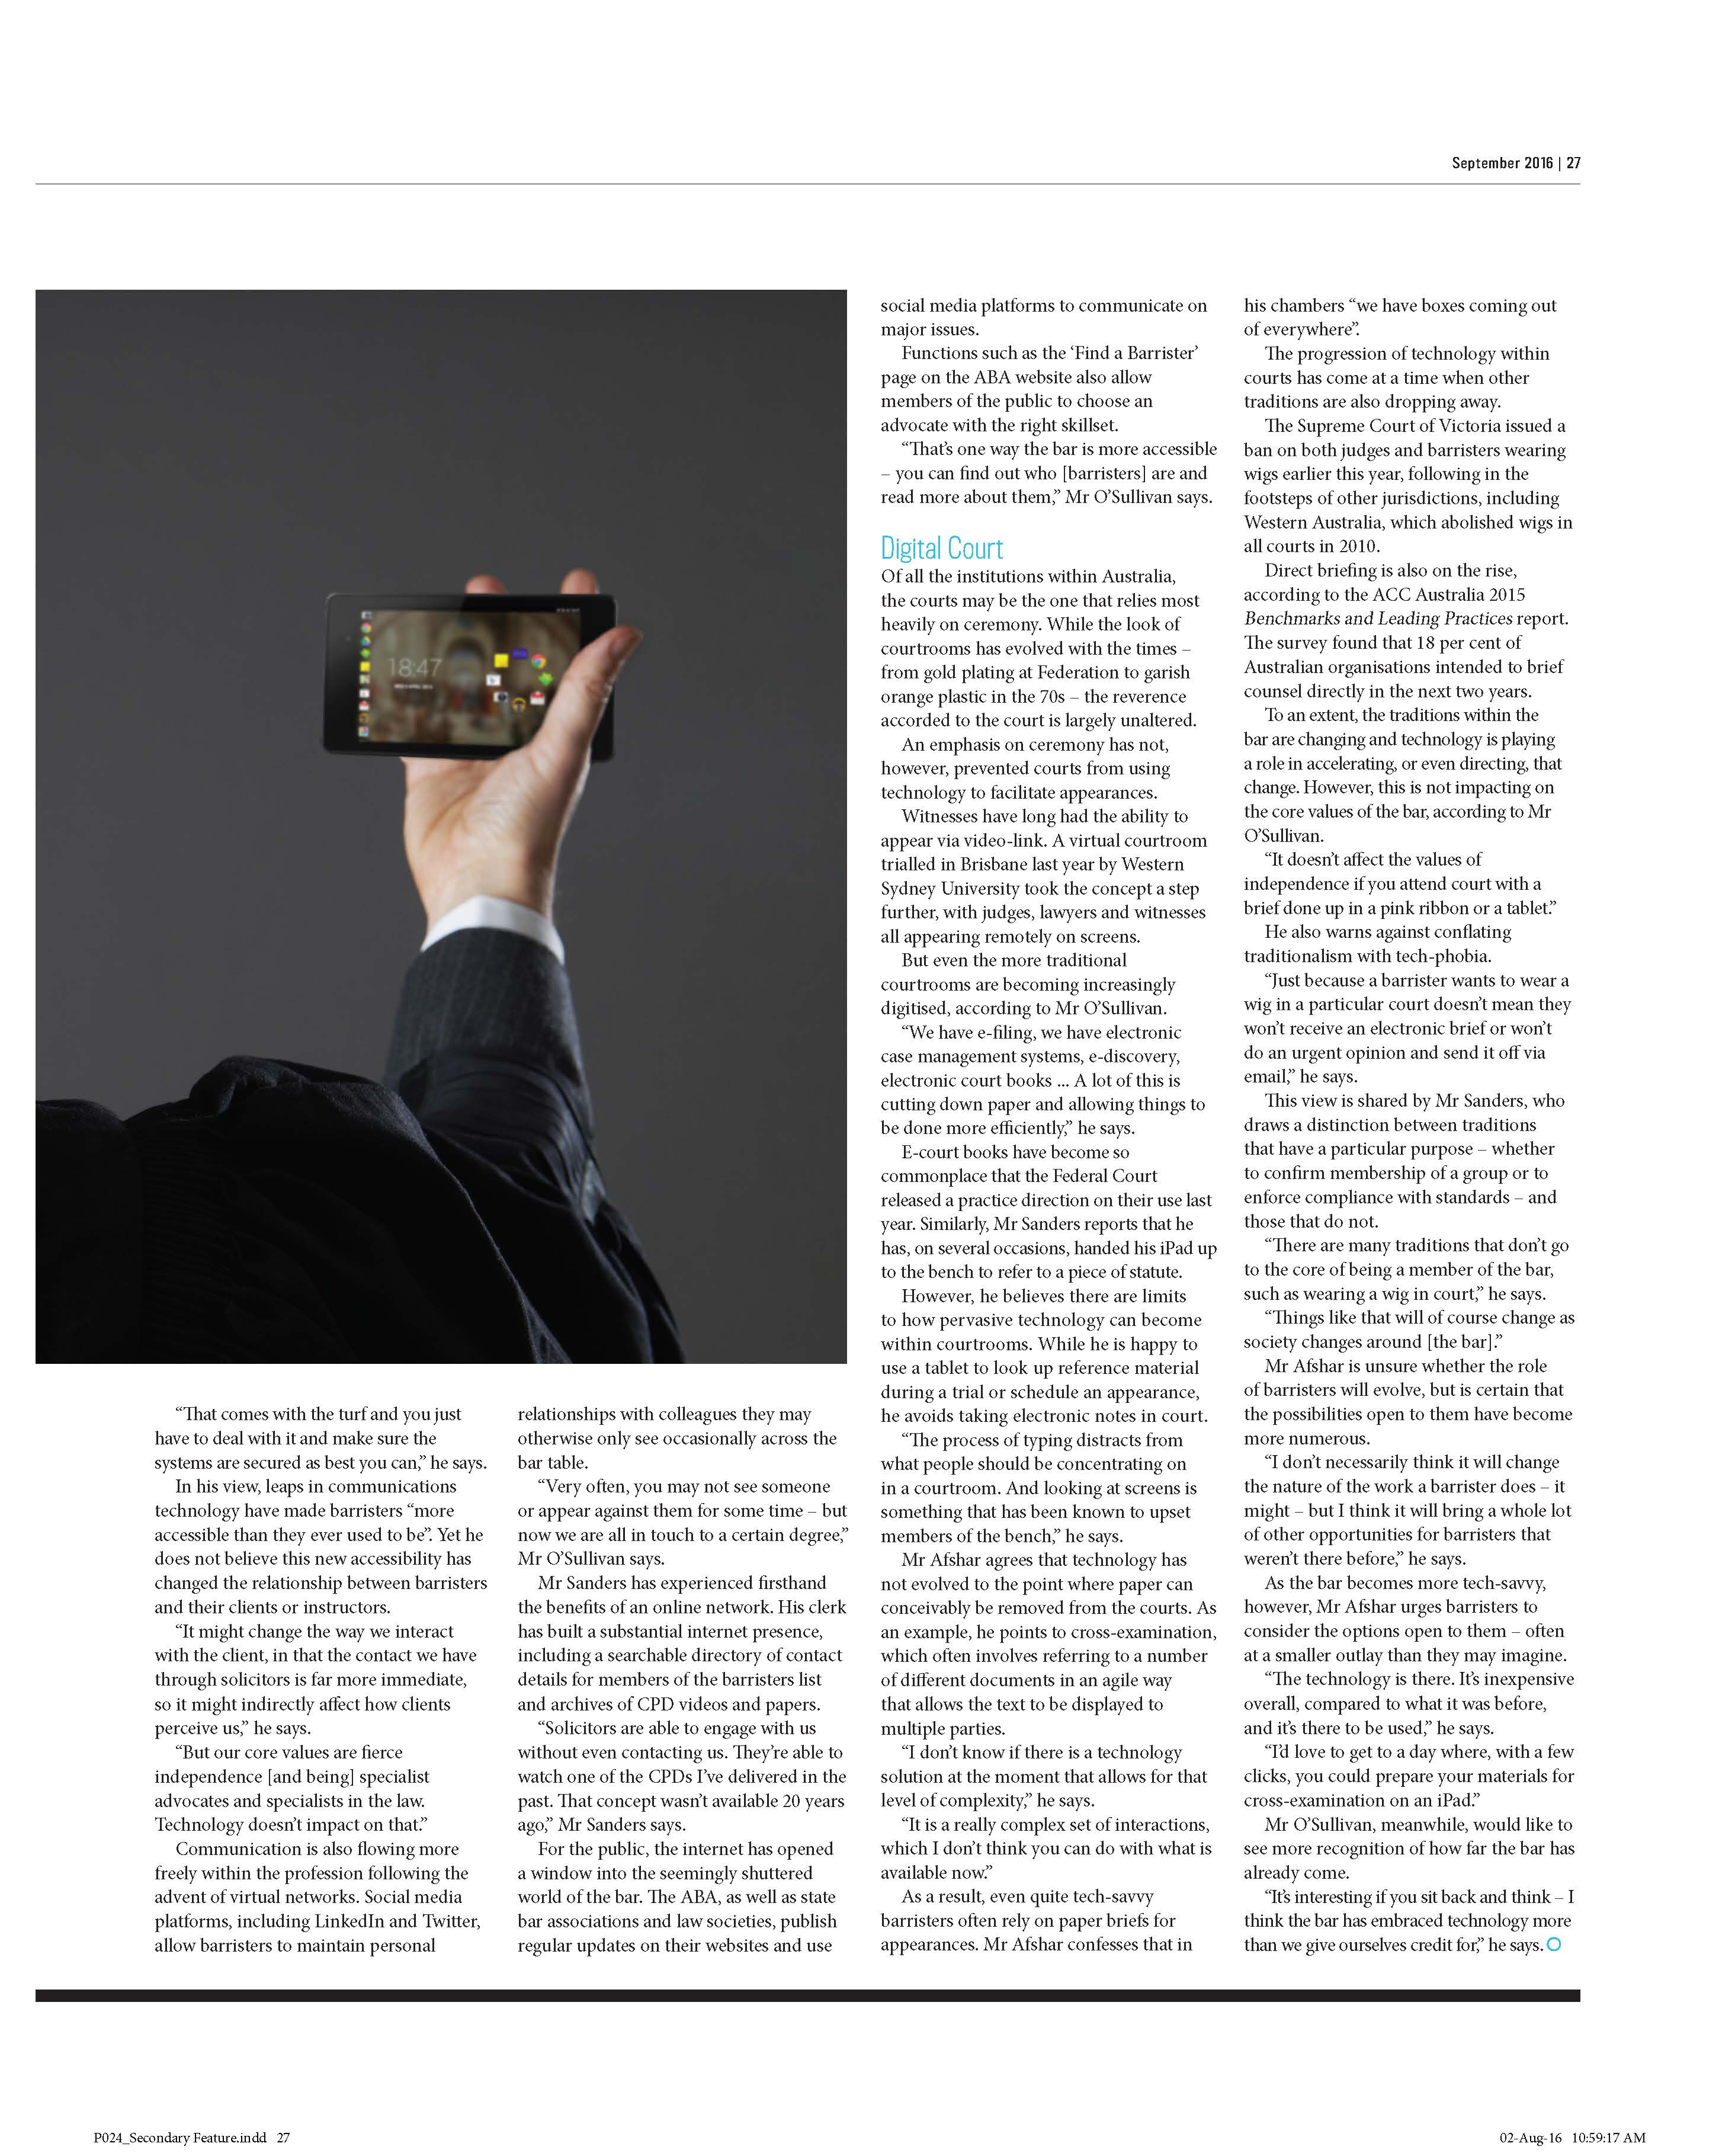 September 2016 | 27
18:47
“That comes with the turf and you just
have to deal with it and make sure the
systems are secured as best you can,” he says.
In his view, leaps in communications
technology have made barristers “more
accessible than they ever used to be”. Yet he
does not believe this new accessibility has
changed the relationship between barristers
and their clients or instructors.
“It might change the way we interact
with the client, in that the contact we have
through solicitors is far more immediate,
so it might indirectly affect how clients
perceive us,” he says.
“But our core values are fierce
independence [and being] specialist
advocates and specialists in the law.
Technology doesn’t impact on that.”
Communication is also flowing more
freely within the profession following the
advent of virtual networks. Social media
platforms, including LinkedIn and Twitter,
allow barristers to maintain personal
relationships with colleagues they may
otherwise only see occasionally across the
bar table.
“Very often, you may not see someone
or appear against them for some time – but
now we are all in touch to a certain degree,”
Mr O’Sullivan says.
Mr Sanders has experienced firsthand
the benefits of an online network. His clerk
has built a substantial internet presence,
including a searchable directory of contact
details for members of the barristers list
and archives of CPD videos and papers.
“Solicitors are able to engage with us
without even contacting us. They’re able to
watch one of the CPDs I’ve delivered in the
past. That concept wasn’t available 20 years
ago,” Mr Sanders says.
For the public, the internet has opened
a window into the seemingly shuttered
world of the bar. The ABA, as well as state
bar associations and law societies, publish
regular updates on their websites and use
social media platforms to communicate on
major issues.
Functions such as the ‘Find a Barrister’
page on the ABA website also allow
members of the public to choose an
advocate with the right skillset.
“That’s one way the bar is more accessible
– you can find out who [barristers] are and
read more about them,” Mr O’Sullivan says.
Digital Court
Of all the institutions within Australia,
the courts may be the one that relies most
heavily on ceremony. While the look of
courtrooms has evolved with the times –
from gold plating at Federation to garish
orange plastic in the 70s – the reverence
accorded to the court is largely unaltered.
An emphasis on ceremony has not,
however, prevented courts from using
technology to facilitate appearances.
Witnesses have long had the ability to
appear via video-link. A virtual courtroom
trialled in Brisbane last year by Western
Sydney University took the concept a step
further, with judges, lawyers and witnesses
all appearing remotely on screens.
But even the more traditional
courtrooms are becoming increasingly
digitised, according to Mr O’Sullivan.
“We have e-filing, we have electronic
case management systems, e-discovery,
electronic court books ... A lot of this is
cutting down paper and allowing things to
be done more efficiently,” he says.
E-court books have become so
commonplace that the Federal Court
released a practice direction on their use last
year. Similarly, Mr Sanders reports that he
has, on several occasions, handed his iPad up
to the bench to refer to a piece of statute.
However, he believes there are limits
to how pervasive technology can become
within courtrooms. While he is happy to
use a tablet to look up reference material
during a trial or schedule an appearance,
he avoids taking electronic notes in court.
“The process of typing distracts from
what people should be concentrating on
in a courtroom. And looking at screens is
something that has been known to upset
members of the bench,” he says.
Mr Afshar agrees that technology has
not evolved to the point where paper can
conceivably be removed from the courts. As
an example, he points to cross-examination,
which often involves referring to a number
of different documents in an agile way
that allows the text to be displayed to
multiple parties.
“I don’t know if there is a technology
solution at the moment that allows for that
level of complexity,” he says.
“It is a really complex set of interactions,
which I don’t think you can do with what is
available now.”
As a result, even quite tech-savvy
barristers often rely on paper briefs for
appearances. Mr Afshar confesses that in
his chambers “we have boxes coming out
of everywhere”.
The progression of technology within
courts has come at a time when other
traditions are also dropping away.
The Supreme Court of Victoria issued a
ban on both judges and barristers wearing
wigs earlier this year, following in the
footsteps of other jurisdictions, including
Western Australia, which abolished wigs in
all courts in 2010.
Direct briefing is also on the rise,
according to the ACC Australia 2015
Benchmarks and Leading Practices report.
The survey found that 18 per cent of
Australian organisations intended to brief
counsel directly in the next two years.
To an extent, the traditions within the
bar are changing and technology is playing
a role in accelerating, or even directing, that
change. However, this is not impacting on
the core values of the bar, according to Mr
O’Sullivan.
“It doesn’t affect the values of
independence if you attend court with a
brief done up in a pink ribbon or a tablet.”
He also warns against conflating
traditionalism with tech-phobia.
“Just because a barrister wants to wear a
wig in a particular court doesn’t mean they
won’t receive an electronic brief or won’t
do an urgent opinion and send it off via
email,” he says.
This view is shared by Mr Sanders, who
draws a distinction between traditions
that have a particular purpose – whether
to confirm membership of a group or to
enforce compliance with standards – and
those that do not.
“There are many traditions that don’t go
to the core of being a member of the bar,
such as wearing a wig in court,” he says.
“Things like that will of course change as
society changes around [the bar].”
Mr Afshar is unsure whether the role
of barristers will evolve, but is certain that
the possibilities open to them have become
more numerous.
“I don’t necessarily think it will change
the nature of the work a barrister does – it
might – but I think it will bring a whole lot
of other opportunities for barristers that
weren’t there before,” he says.
As the bar becomes more tech-savvy,
however, Mr Afshar urges barristers to
consider the options open to them – often
at a smaller outlay than they may imagine.
“The technology is there. It’s inexpensive
overall, compared to what it was before,
and it’s there to be used,” he says.
“I’d love to get to a day where, with a few
clicks, you could prepare your materials for
cross-examination on an iPad.”
Mr O’Sullivan, meanwhile, would like to
see more recognition of how far the bar has
already come.
“It’s interesting if you sit back and think – I
think the bar has embraced technology more
than we give ourselves credit for,” he says.
P024_Secondary Feature.indd 27
02-Aug-16 10:59:17 AM